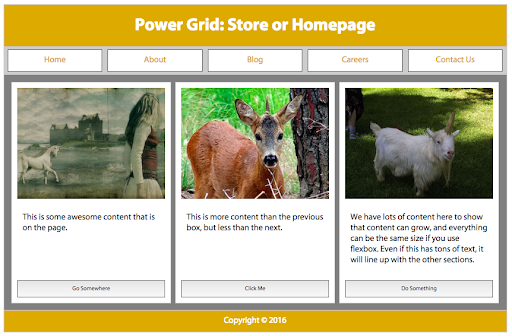 Power Grid: Store or Homepage
Home
About
Blog
Careers
Contact Us
This is some awesome content that is
on the page.
This is more content than the previous
box, but less than the next.
We have lots of content here to show
that content can grow, and everything
can be the same size if you use
flexbox. Even if this has tons of text, it
will line up with the other sections.
Go Somewhere
Click Me
Do Something
Copyright © 2016